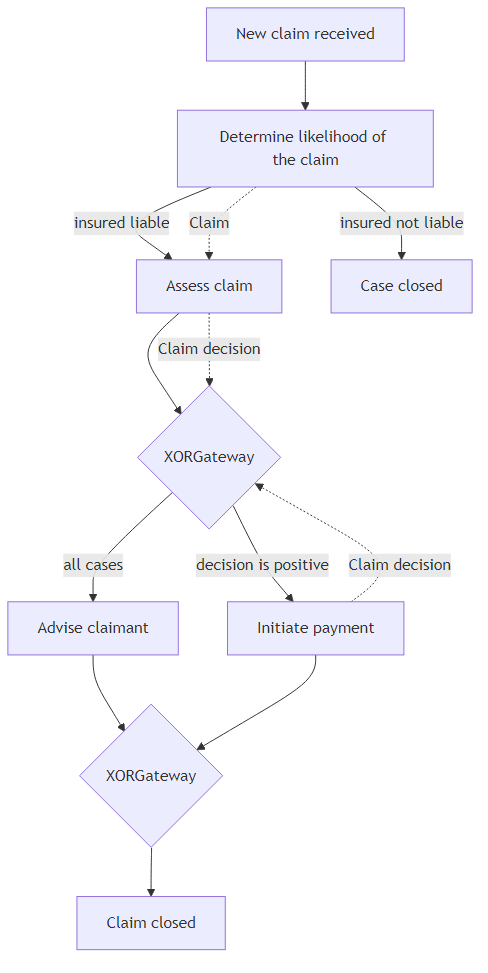 New claim received
Determine likelihood of
the claim
insured liable
Claim
insured not liable
Assess claim
Case closed
Claim decision
XORGateway
all cases
decision is positive
Claim decision
Advise claimant
Initiate payment
XORGateway
Claim closed